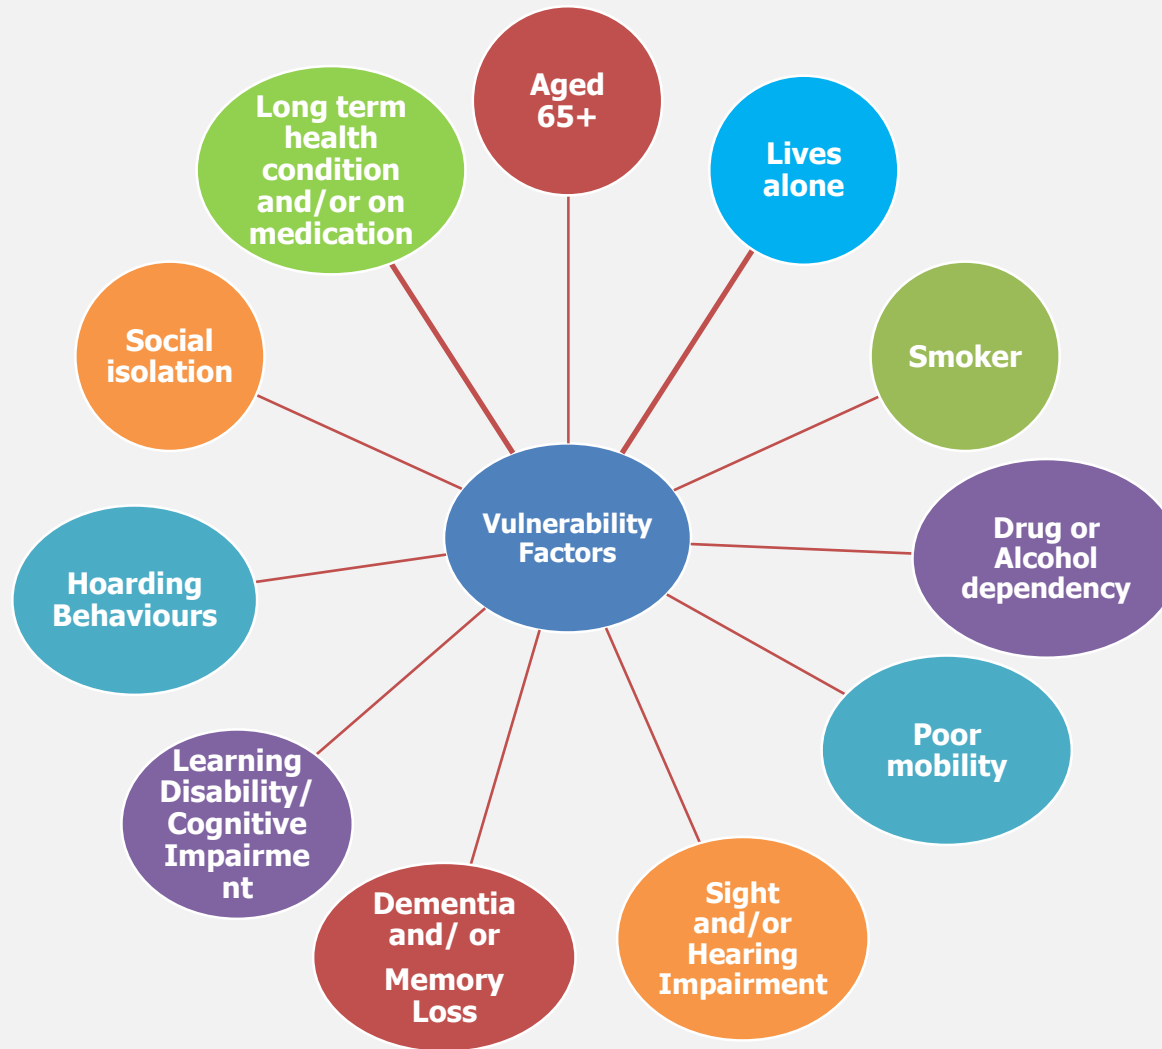 Aged
65+
Lives
alone
Smoker
Drug or
Alcohol
dependency
Poor
mobility
Sight
and/or
Hearing
Impairment
Dementia
and/ or
Memory
Loss
Learning
Disability/
Cognitive
Impairme
nt
Hoarding
Behaviours
Social
isolation
Long term
health
condition
and/or on
medication
Vulnerability
Factors